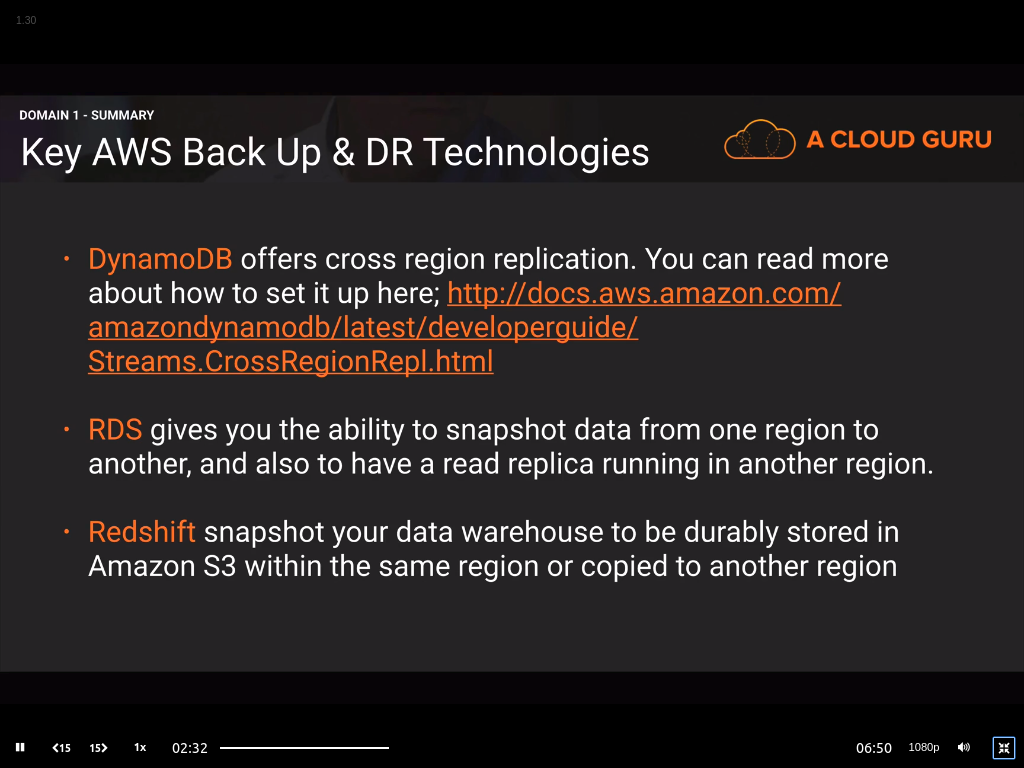 1.30
DOMAIN 1 - SUMMARY
Key AWS Back Up & DR Technologies
A CLOUD GURU
• DynamoDB offers cross region replication. You can read more
about how to set it up here; http://docs.aws.amazon.com/
amazondynamodb/latest/developerguide/
Streams.CrossRegionRepl.html
• RDS gives you the ability to snapshot data from one region to
another, and also to have a read replica running in another region.
• Redshift snapshot your data warehouse to be durably stored in
Amazon S3 within the same region or copied to another region
15 15 1x 02:32 06:50 1080p